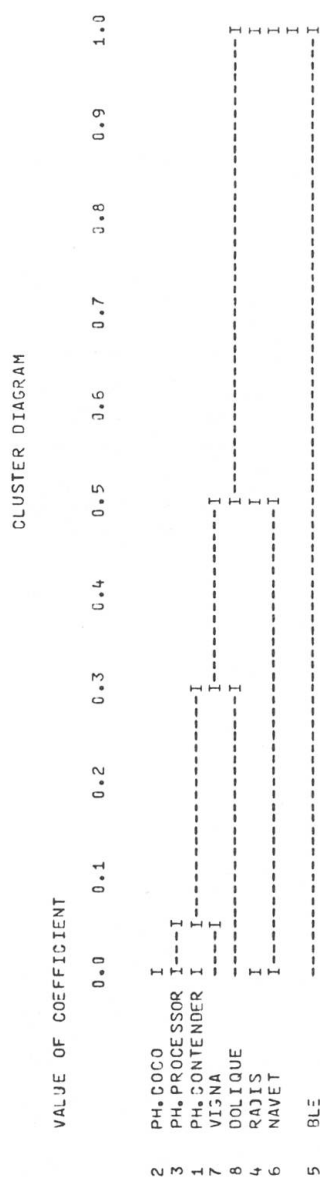 CLUSTER DIAGRAM
VALUE OF COEFFICIENT
0.0 0.1 0.2 0.3 0.4 0.5 0.6 0.7 0.8 0.9 1.0
2 PH.COCO
3 PH.PROCESSOR
1 PH.CONTENDER
7 VIGNA
8 DOLIQUE
4 RADIS
6 NAVET
5 BLE